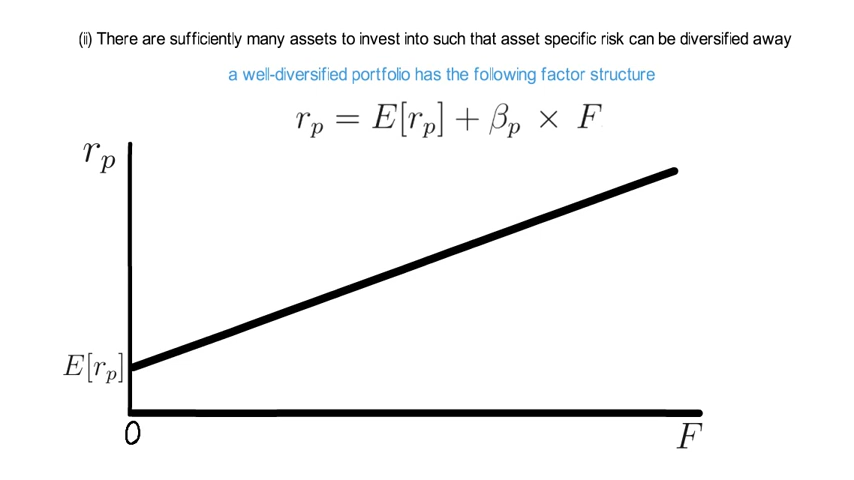 (ii) There are sufficiently many assets to invest into such that asset specific risk can be diversified away
a well-diversified portfolio has the following factor structure
r_p = E[r_p] + β_p × F
r_p
E[r_p]
0
F